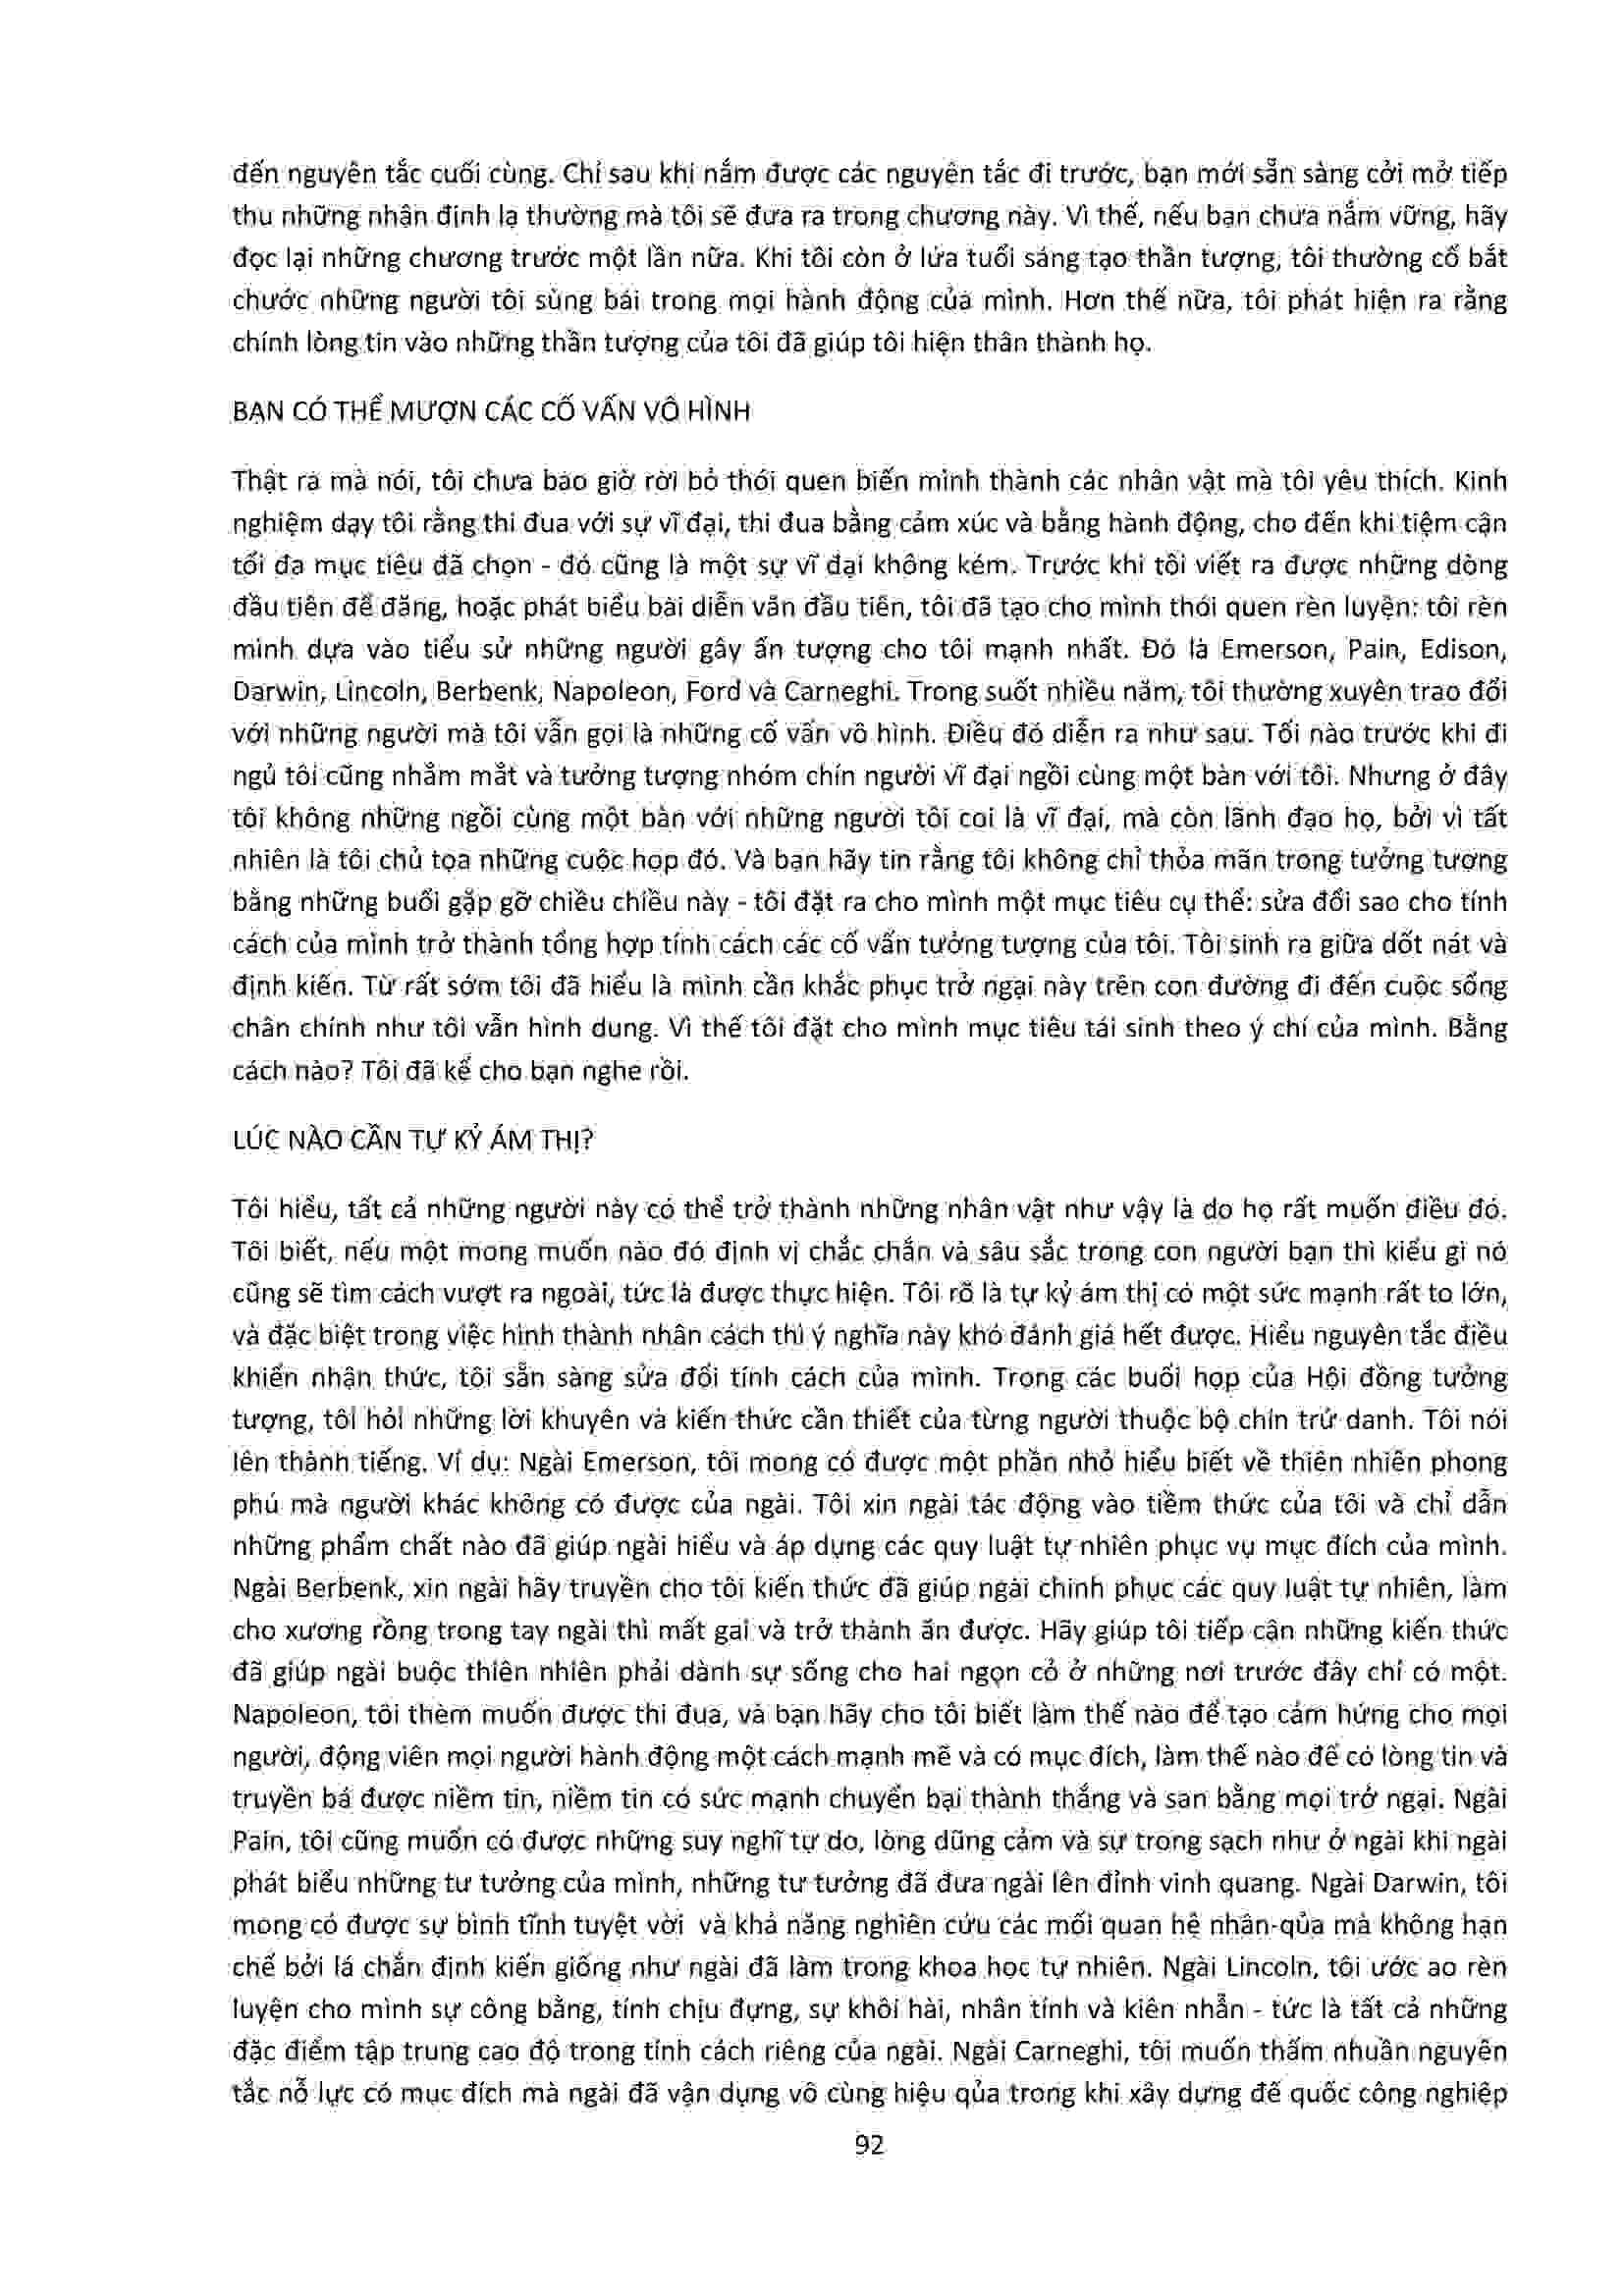 đến nguyên tắc cuối cùng. Chỉ sau khi nắm được các nguyên tắc đi trước, bạn mới sẵn sàng cởi mở tiếp
thu những nhận định lạ thường mà tôi sẽ đưa ra trong chương này. Vì thế, nếu bạn chưa nắm vững, hãy
đọc lại những chương trước một lần nữa. Khi tôi còn ở lứa tuổi sáng tạo thần tượng, tôi thường cố bắt
chước những người tôi sùng bái trong mọi hành động của mình. Hơn thế nữa, tôi phát hiện ra rằng
chính lòng tin vào những thần tượng của tôi đã giúp tôi hiện thân thành họ.
BẠN CÓ THỂ MƯỢN CÁC CỐ VẤN VÔ HÌNH
Thật ra mà nói, tôi chưa bao giờ rời bỏ thói quen biến mình thành các nhân vật mà tôi yêu thích. Kinh
nghiệm dạy tôi rằng thi đua với sự vĩ đại, thi đua bằng cảm xúc và bằng hành động, cho đến khi tiệm cận
tối đa mục tiêu đã chọn - đó cũng là một sự vĩ đại không kém. Trước khi tôi viết ra được những dòng
đầu tiên để đăng, hoặc phát biểu bài diễn văn đầu tiên, tôi đã tạo cho mình thói quen rèn luyện: tôi rèn
mình dựa vào tiểu sử những người gây ấn tượng cho tôi mạnh nhất. Đó là Emerson, Pain, Edison,
Darwin, Lincoln, Berbenk, Napoleon, Ford và Carneghi. Trong suốt nhiều năm, tôi thường xuyên trao đổi
với những người mà tôi vẫn gọi là những cố vấn vô hình. Điều đó diễn ra như sau. Tối nào trước khi đi
ngủ tôi cũng nhắm mắt và tưởng tượng nhóm chín người vĩ đại ngồi cùng một bàn với tôi. Nhưng ở đây
tôi không những ngồi cùng một bàn với những người tôi coi là vĩ đại, mà còn lãnh đạo họ, bởi vì tất
nhiên là tôi chủ tọa những cuộc họp đó. Và bạn hãy tin rằng tôi không chỉ thỏa mãn trong tưởng tượng
bằng những buổi gặp gỡ chiều chiều này - tôi đặt ra cho mình một mục tiêu cụ thể: sửa đổi sao cho tính
cách của mình trở thành tổng hợp tính cách các cố vấn tưởng tượng của tôi. Tôi sinh ra giữa dốt nát và
định kiến. Từ rất sớm tôi đã hiểu là mình cần khắc phục trở ngại này trên con đường đi đến cuộc sống
chân chính như tôi vẫn hình dung. Vì thế tôi đặt cho mình mục tiêu tái sinh theo ý chí của mình. Bằng
cách nào? Tôi đã kể cho bạn nghe rồi.
LÚC NÀO CẦN TỰ KỶ ÁM THỊ?
Tôi hiểu, tất cả những người này có thể trở thành những nhân vật như vậy là do họ rất muốn điều đó.
Tôi biết, nếu một mong muốn nào đó định vị chắc chắn và sâu sắc trong con người bạn thì kiểu gì nó
cũng sẽ tìm cách vượt ra ngoài, tức là được thực hiện. Tôi rõ là tự kỷ ám thị có một sức mạnh rất to lớn,
và đặc biệt trong việc hình thành nhân cách thì ý nghĩa này khó đánh giá hết được. Hiểu nguyên tắc điều
khiển nhận thức, tôi sẵn sàng sửa đổi tính cách của mình. Trong các buổi họp của Hội đồng tưởng
tượng, tôi hỏi những lời khuyên và kiến thức cần thiết của từng người thuộc bộ chín trứ danh. Tôi nói
lên thành tiếng. Ví dụ: Ngài Emerson, tôi mong có được một phần nhỏ hiểu biết về thiên nhiên phong
phú mà người khác không có được của ngài. Tôi xin ngài tác động vào tiềm thức của tôi và chỉ dẫn
những phẩm chất nào đã giúp ngài hiểu và áp dụng các quy luật tự nhiên phục vụ mục đích của mình.
Ngài Berbenk, xin ngài hãy truyền cho tôi kiến thức đã giúp ngài chinh phục các quy luật tự nhiên, làm
cho xương rồng trong tay ngài thì mất gai và trở thành ăn được. Hãy giúp tôi tiếp cận những kiến thức
đã giúp ngài buộc thiên nhiên phải dành sự sống cho hai ngọn cỏ ở những nơi trước đây chỉ có một.
Napoleon, tôi thèm muốn được thi đua, và bạn hãy cho tôi biết làm thế nào để tạo cảm hứng cho mọi
người, động viên mọi người hành động một cách mạnh mẽ và có mục đích, làm thế nào để có lòng tin và
truyền bá được niềm tin, niềm tin có sức mạnh chuyển bại thành thắng và san bằng mọi trở ngại. Ngài
Pain, tôi cũng muốn có được những suy nghĩ tự do, lòng dũng cảm và sự trong sạch như ở ngài khi ngài
phát biểu những tư tưởng của mình, những tư tưởng đã đưa ngài lên đỉnh vinh quang. Ngài Darwin, tôi
mong có được sự bình tĩnh tuyệt vời và khả năng nghiên cứu các mối quan hệ nhân-qủa mà không hạn
chế bởi lá chắn định kiến giống như ngài đã làm trong khoa học tự nhiên. Ngài Lincoln, tôi ước ao rèn
luyện cho mình sự công bằng, tính chịu đựng, sự khôi hài, nhân tính và kiên nhẫn - tức là tất cả những
đặc điểm tập trung cao độ trong tính cách riêng của ngài. Ngài Carneghi, tôi muốn thấm nhuần nguyên
tắc nỗ lực có mục đích mà ngài đã vận dụng vô cùng hiệu qủa trong khi xây dựng đế quốc công nghiệp
92